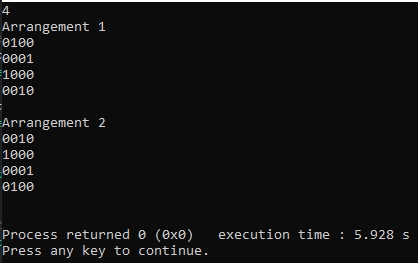 4
Arrangement 1
0100
0001
1000
0010
Arrangement 2
0010
1000
0001
0100
Process returned 0 (0x0)   execution time : 5.928 s
Press any key to continue.